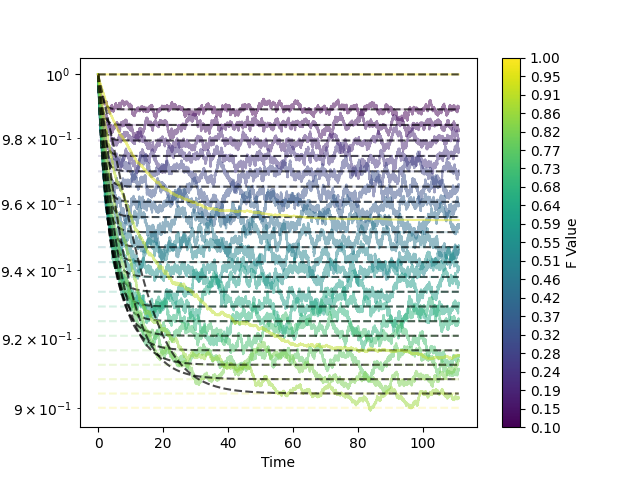 10⁰
9.8 × 10⁻¹
9.6 × 10⁻¹
9.4 × 10⁻¹
9.2 × 10⁻¹
9 × 10⁻¹
0 20 40 60 80 100
Time
1.00
0.95
0.91
0.86
0.82
0.77
0.73
0.68
0.64
0.59
0.55
0.51
0.46
0.42
0.37
0.32
0.28
0.24
0.19
0.15
0.10
F Value